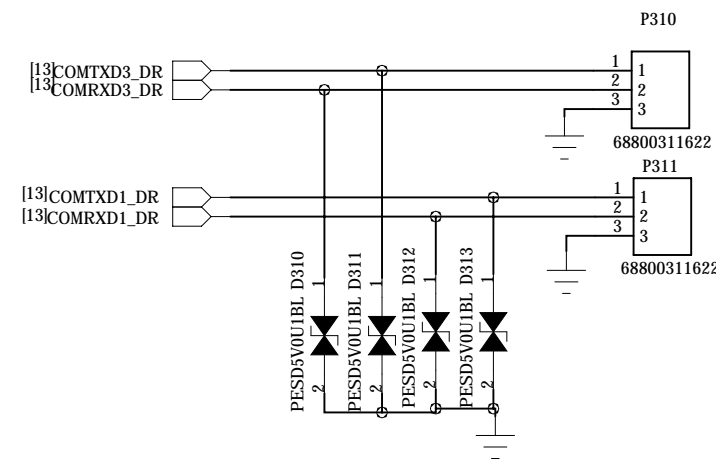 P310
[13]COMTXD3_DR
[13]COMRXD3_DR
1 1
2 2
3 3
68800311622
P311
[13]COMTXD1_DR
[13]COMRXD1_DR
1 1
2 2
3 3
68800311622
PESD5V0U1BL D310
1
2
PESD5V0U1BL D311
1
2
PESD5V0U1BL D312
1
2
PESD5V0U1BL D313
1
2